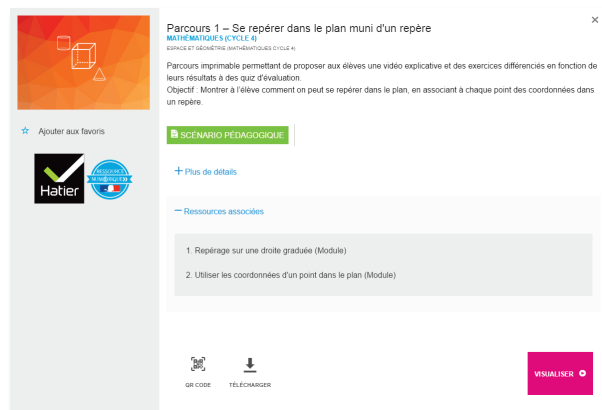 ×
Parcours 1 – Se repérer dans le plan muni d'un repère
MATHÉMATIQUES (CYCLE 4)
ESPACE ET GÉOMÉTRIE (MATHÉMATIQUES CYCLE 4)
Parcours imprimable permettant de proposer aux élèves une vidéo explicative et des exercices différenciés en fonction de
leurs résultats à des quiz d'évaluation.
Objectif : Montrer à l'élève comment on peut se repérer dans le plan, en associant à chaque point des coordonnées dans
un repère.
Ajouter aux favoris
SCÉNARIO PÉDAGOGIQUE
Hatier
RESSOURCE
NUMÉRIQUE
Plus de détails
Ressources associées
1. Repérage sur une droite graduée (Module)
2. Utiliser les coordonnées d'un point dans le plan (Module)
QR CODE
TÉLÉCHARGER
VISUALISER